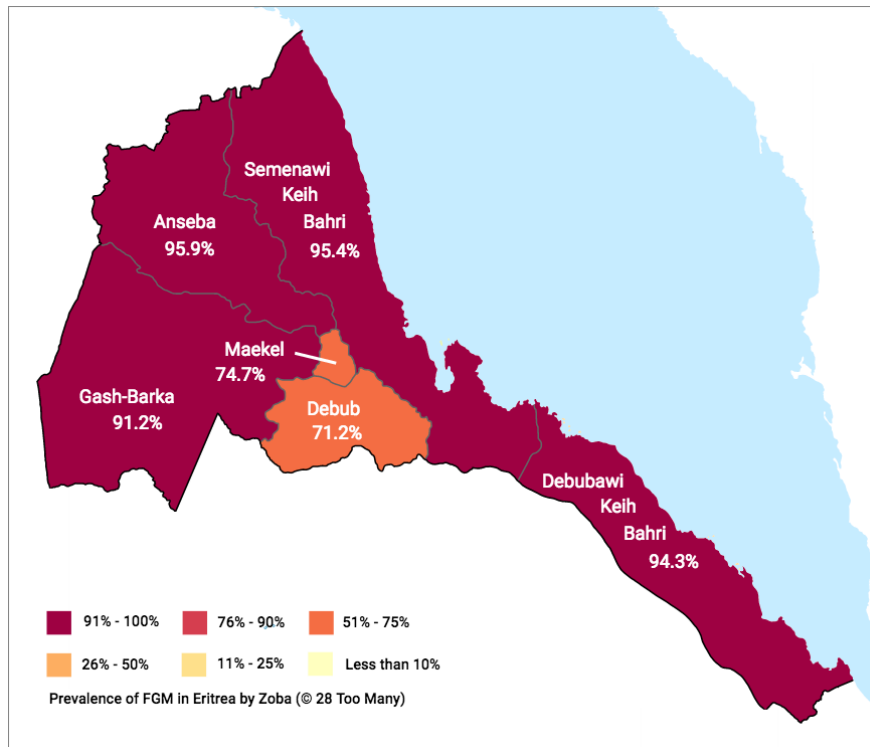 Semenawi
Keih
Bahri
95.4%
Anseba
95.9%
Maekel
74.7%
Gash-Barka
91.2%
Debub
71.2%
Debubawi
Keih
Bahri
94.3%
91% - 100%
76% - 90%
51% - 75%
26% - 50%
11% - 25%
Less than 10%
Prevalence of FGM in Eritrea by Zoba (© 28 Too Many)